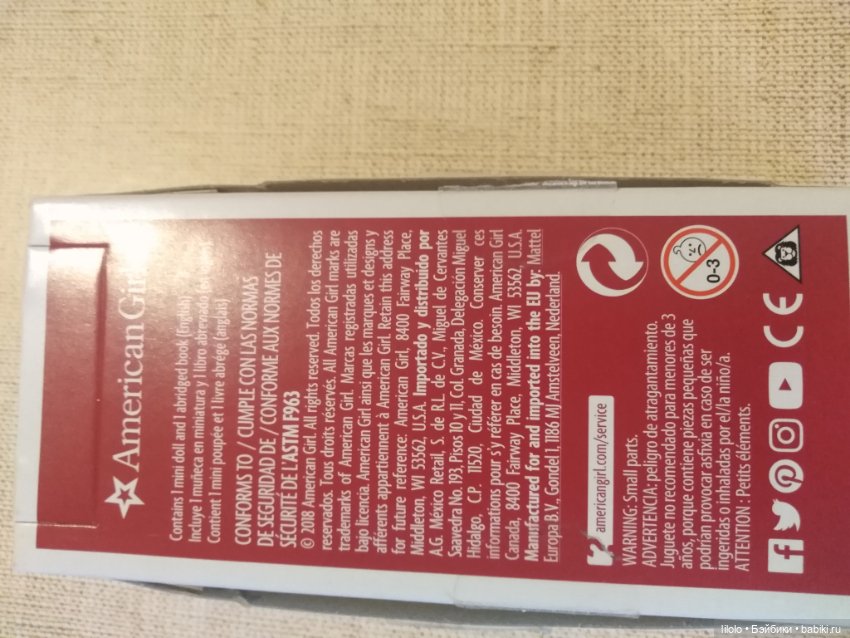 American Girl
Contains 1 mini doll and 1 abridged book (English)
Incluye 1 muñeca en miniatura y 1 libro abreviado
Contient 1 mini poupée et 1 livre abrégé (anglais)
CONFORMS TO / CUMPLE CON LAS NORMAS
DE SEGURIDAD DE / CONFORME AUX NORMES DE
SÉCURITÉ DE L'ASTM F963
© 2008 American Girl. All rights reserved. Todos los derechos
reservados. Tous droits réservés. All American Girl marks are
trademarks of American Girl. Marcas registradas utilizadas
bajo licencia. American Girl ainsi que les marques et designs y
afférents appartiennent à American Girl. Retain this address
for future reference: American Girl, 8400 Fairway Place,
Middleton, WI 53562, U.S.A. Importado y distribuido por
A.G. México Retail, S. de R.L. de C.V., Miguel de Cervantes
Saavedra No. 193, Pisos 10 y 11, Col. Granada, Delegación Miguel
Hidalgo, C.P. 11520, Ciudad de México. Conserver ces
informations pour s'y référer en cas de besoin. American Girl
Canada, 8400 Fairway Place, Middleton, WI 53562, U.S.A.
Manufactured for and imported into the EU by: Mattel
Europa B.V., Gondel 1, 1186 MJ Amstelveen, Nederland.
americangirl.com/service
WARNING: Small parts.
ADVERTENCIA: peligro de atragantamiento.
Juguete no recomendado para menores de 3
años, porque contiene piezas pequeñas que
podrían provocar asfixia en caso de ser
ingeridas o inhaladas por el/la niño/a.
ATTENTION : Petits éléments.
CE
0-3
lilolo • Бэйбики • babiki.ru